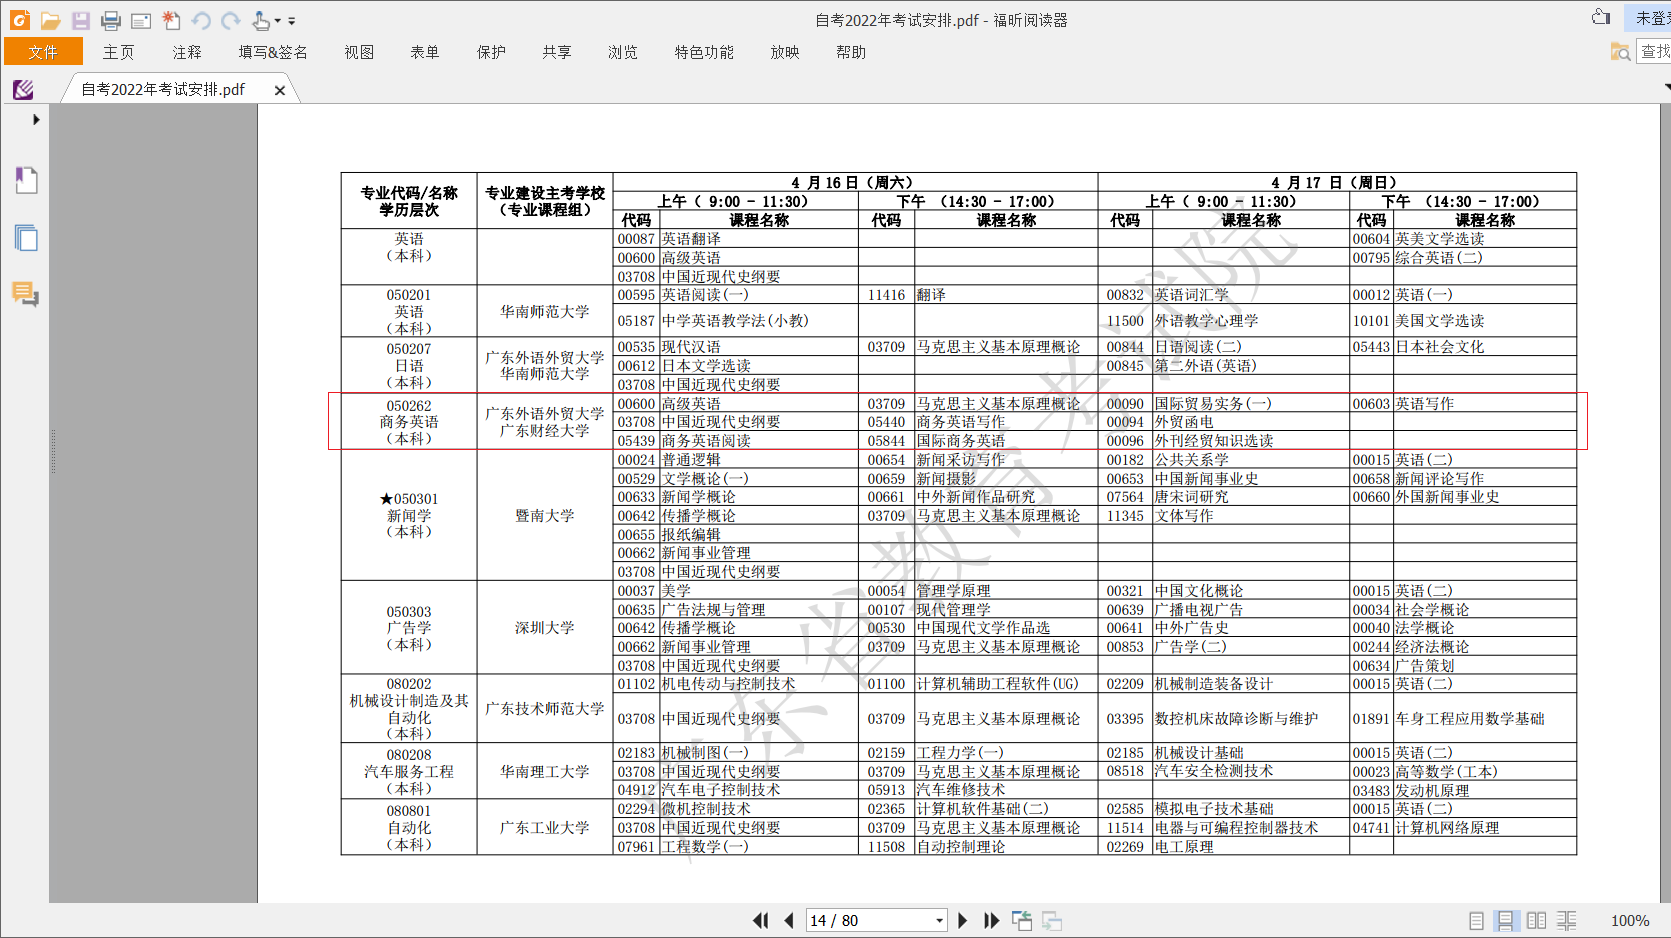 自考2022年考试安排.pdf - 福昕阅读器
未登录
文件 主页 注释 填写&签名 视图 表单 保护 共享 浏览 特色功能 放映 帮助
查找
自考2022年考试安排.pdf
专业代码/名称 学历层次 专业建设主考学校 (专业课程组) 4 月16日 (周六) 4 月17 日 (周日)
上午 ( 9:00 - 11:30) 下午 (14:30 - 17:00) 上午 ( 9:00 - 11:30) 下午 (14:30 - 17:00)
代码 课程名称 代码 课程名称 代码 课程名称 代码 课程名称
英语 (本科)
00087 英语翻译 00604 英美文学选读
00600 高级英语 00795 综合英语(二)
03708 中国近现代史纲要
050201 英语 (本科) 华南师范大学
00595 英语阅读(一) 11416 翻译 00832 英语词汇学 00012 英语(一)
05187 中学英语教学法(小教) 11500 外语教学心理学 10101 美国文学选读
050207 日语 (本科) 广东外语外贸大学 华南师范大学
00535 现代汉语 03709 马克思主义基本原理概论 00844 日语阅读(二) 05443 日本社会文化
00612 日本文学选读 00845 第二外语(英语)
03708 中国近现代史纲要
050262 商务英语 (本科) 广东外语外贸大学 广东财经大学
00600 高级英语 03709 马克思主义基本原理概论 00090 国际贸易实务(一) 00603 英语写作
03708 中国近现代史纲要 05440 商务英语写作 00094 外贸函电
05439 商务英语阅读 05844 国际商务英语 00096 外刊经贸知识选读
★050301 新闻学 (本科) 暨南大学
00024 普通逻辑 00654 新闻采访写作 00182 公共关系学 00015 英语(二)
00529 文学概论(一) 00659 新闻摄影 00653 中国新闻事业史 00658 新闻评论写作
00633 新闻学概论 00661 中外新闻作品研究 07564 唐宋词研究 00660 外国新闻事业史
00642 传播学概论 03709 马克思主义基本原理概论 11345 文体写作
00655 报纸编辑
00662 新闻事业管理
03708 中国近现代史纲要
050303 广告学 (本科) 深圳大学
00037 美学 00054 管理学原理 00321 中国文化概论 00015 英语(二)
00635 广告法规与管理 00107 现代管理学 00639 广播电视广告 00034 社会学概论
00642 传播学概论 00530 中国现代文学作品选 00641 中外广告史 00040 法学概论
00662 新闻事业管理 03709 马克思主义基本原理概论 00853 广告学(二) 00244 经济法概论
03708 中国近现代史纲要 00634 广告策划
080202 机械设计制造及其自动化 (本科) 广东技术师范大学
01102 机电传动与控制技术 01100 计算机辅助工程软件(UG) 02209 机械制造装备设计 00015 英语(二)
03708 中国近现代史纲要 03709 马克思主义基本原理概论 03395 数控机床故障诊断与维护 01891 车身工程应用数学基础
080208 汽车服务工程 (本科) 华南理工大学
02183 机械制图(一) 02159 工程力学(一) 02185 机械设计基础 00015 英语(二)
03708 中国近现代史纲要 03709 马克思主义基本原理概论 08518 汽车安全检测技术 00023 高等数学(工本)
04912 汽车电子控制技术 05913 汽车维修技术 03483 发动机原理
080801 自动化 (本科) 广东工业大学
02294 微机控制技术 02365 计算机软件基础(二) 02585 模拟电子技术基础 00015 英语(二)
03708 中国近现代史纲要 03709 马克思主义基本原理概论 11514 电器与可编程控制器技术 04741 计算机网络原理
07961 工程数学(一) 11508 自动控制理论 02269 电工原理
广东省教育考试院
14 / 80
100%